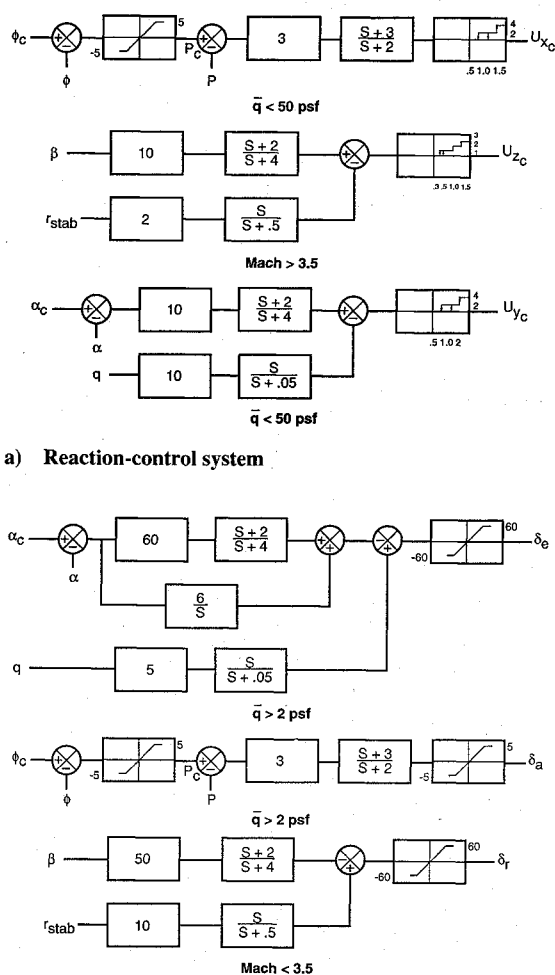 ϕc + − -5 5 Pc + − 3 S + 3 / S + 2 4 2 Uxc
ϕ P .5 1.0 1.5
q̄ < 50 psf
β 10 S + 2 / S + 4 + − 3 2 1 Uzc
.3 .5 1.0 1.5
rstab 2 S / S + .5
Mach > 3.5
αc + − 10 S + 2 / S + 4 + − 4 2 Uyc
α .5 1.0 2
q 10 S / S + .05
q̄ < 50 psf
a) Reaction-control system
αc + − 60 S + 2 / S + 4 + + − + -60 60 δe
α
6 / S
q 5 S / S + .05
q̄ > 2 psf
ϕc + − -5 5 Pc + − 3 S + 3 / S + 2 -5 5 δa
ϕ P
q̄ > 2 psf
β 50 S + 2 / S + 4 − + -60 60 δr
rstab 10 S / S + .5
Mach < 3.5